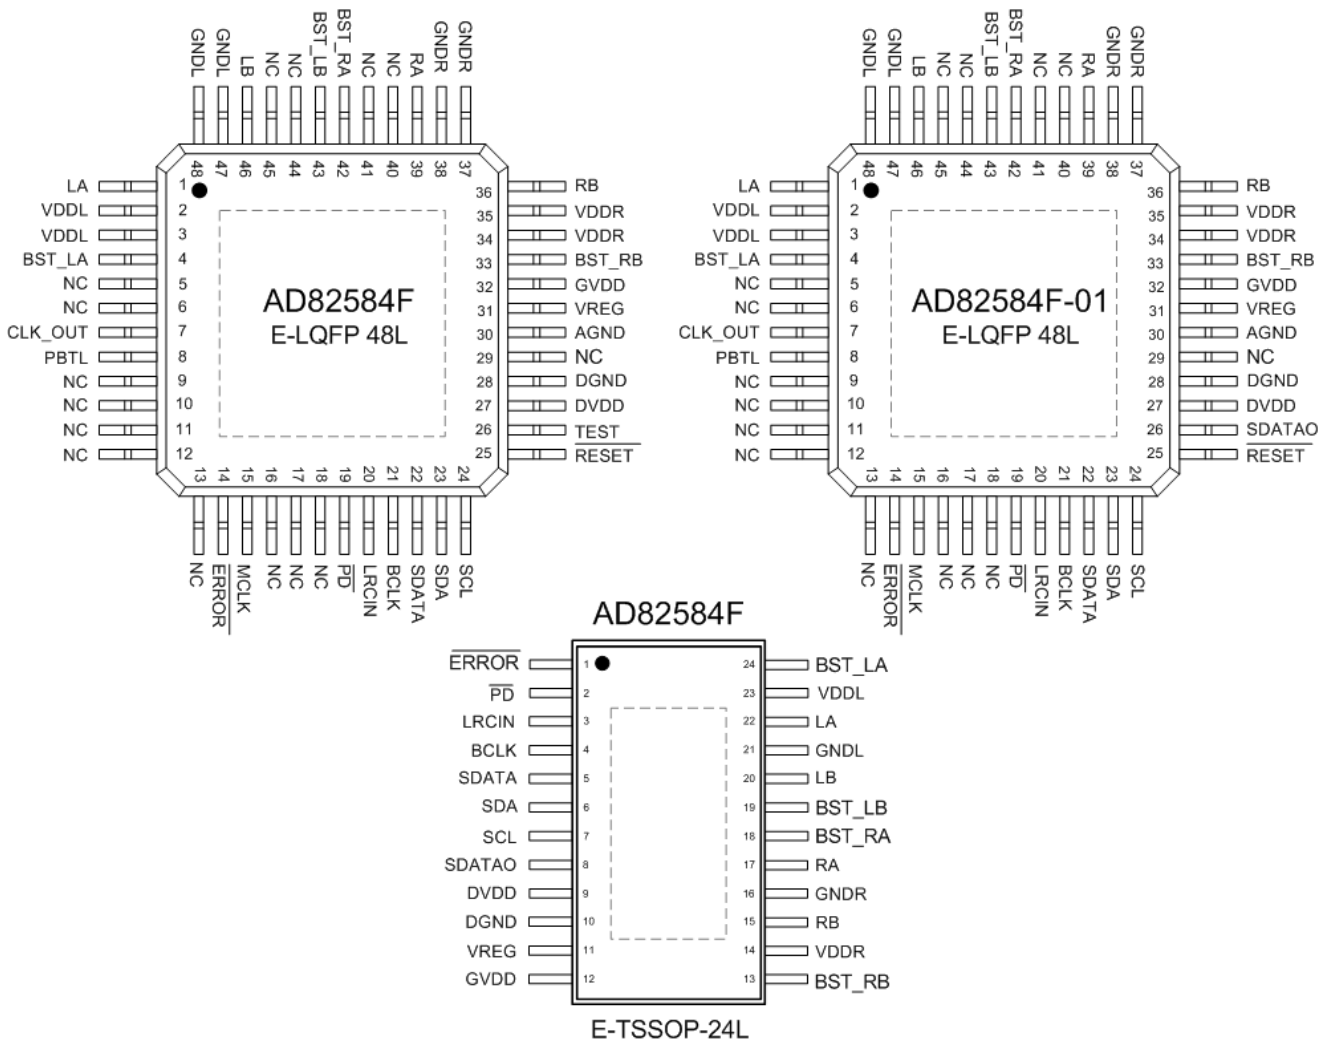 GNDL GNDL LB NC NC BST_LB BST_RA NC NC RA GNDR GNDR
48 47 46 45 44 43 42 41 40 39 38 37
LA 1 36 RB
VDDL 2 35 VDDR
VDDL 3 34 VDDR
BST_LA 4 33 BST_RB
NC 5 32 GVDD
NC 6 31 VREG
CLK_OUT 7 30 AGND
PBTL 8 29 NC
NC 9 28 DGND
NC 10 27 DVDD
NC 11 26 TEST
NC 12 25 RESET
AD82584F
E-LQFP 48L
13 14 15 16 17 18 19 20 21 22 23 24
NC ERROR MCLK NC NC NC PD LRCIN BCLK SDATA SDA SCL
GNDL GNDL LB NC NC BST_LB BST_RA NC NC RA GNDR GNDR
48 47 46 45 44 43 42 41 40 39 38 37
LA 1 36 RB
VDDL 2 35 VDDR
VDDL 3 34 VDDR
BST_LA 4 33 BST_RB
NC 5 32 GVDD
NC 6 31 VREG
CLK_OUT 7 30 AGND
PBTL 8 29 NC
NC 9 28 DGND
NC 10 27 DVDD
NC 11 26 SDATAO
NC 12 25 RESET
AD82584F-01
E-LQFP 48L
13 14 15 16 17 18 19 20 21 22 23 24
NC ERROR MCLK NC NC NC PD LRCIN BCLK SDATA SDA SCL
AD82584F
ERROR 1 24 BST_LA
PD 2 23 VDDL
LRCIN 3 22 LA
BCLK 4 21 GNDL
SDATA 5 20 LB
SDA 6 19 BST_LB
SCL 7 18 BST_RA
SDATAO 8 17 RA
DVDD 9 16 GNDR
DGND 10 15 RB
VREG 11 14 VDDR
GVDD 12 13 BST_RB
E-TSSOP-24L